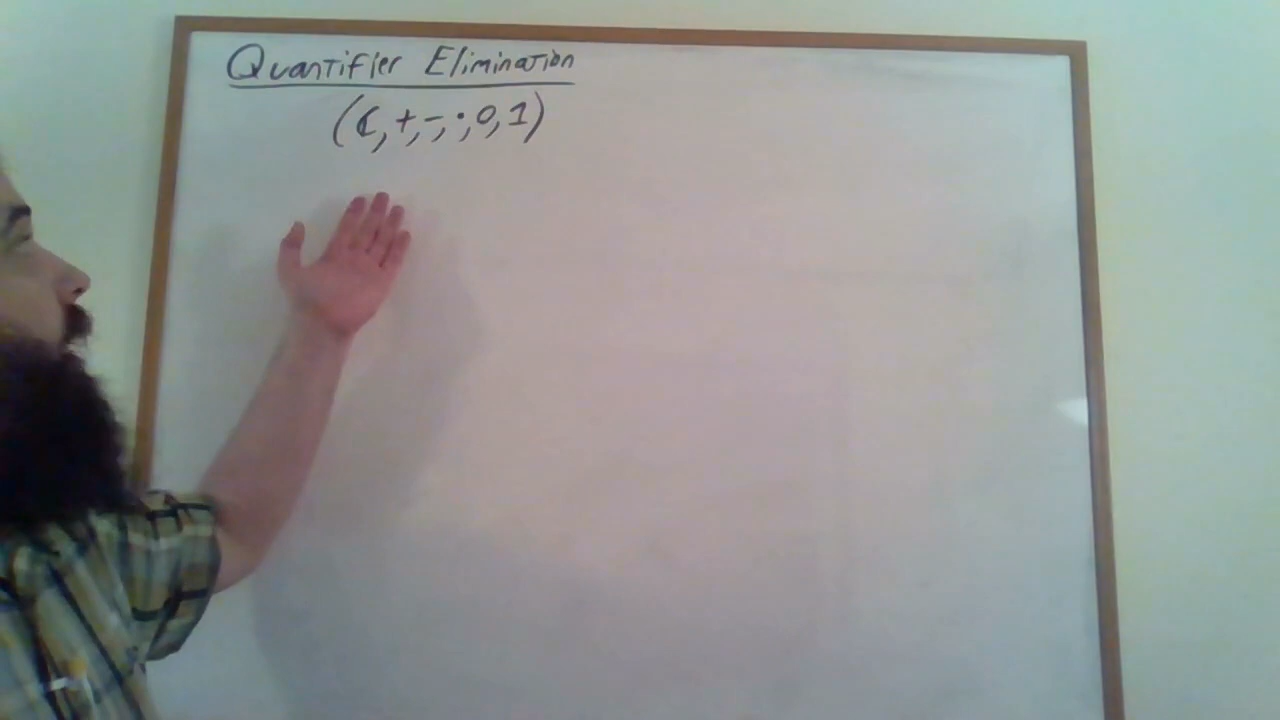 Quantifier Elimination
(ℂ,+,-,·,0,1)